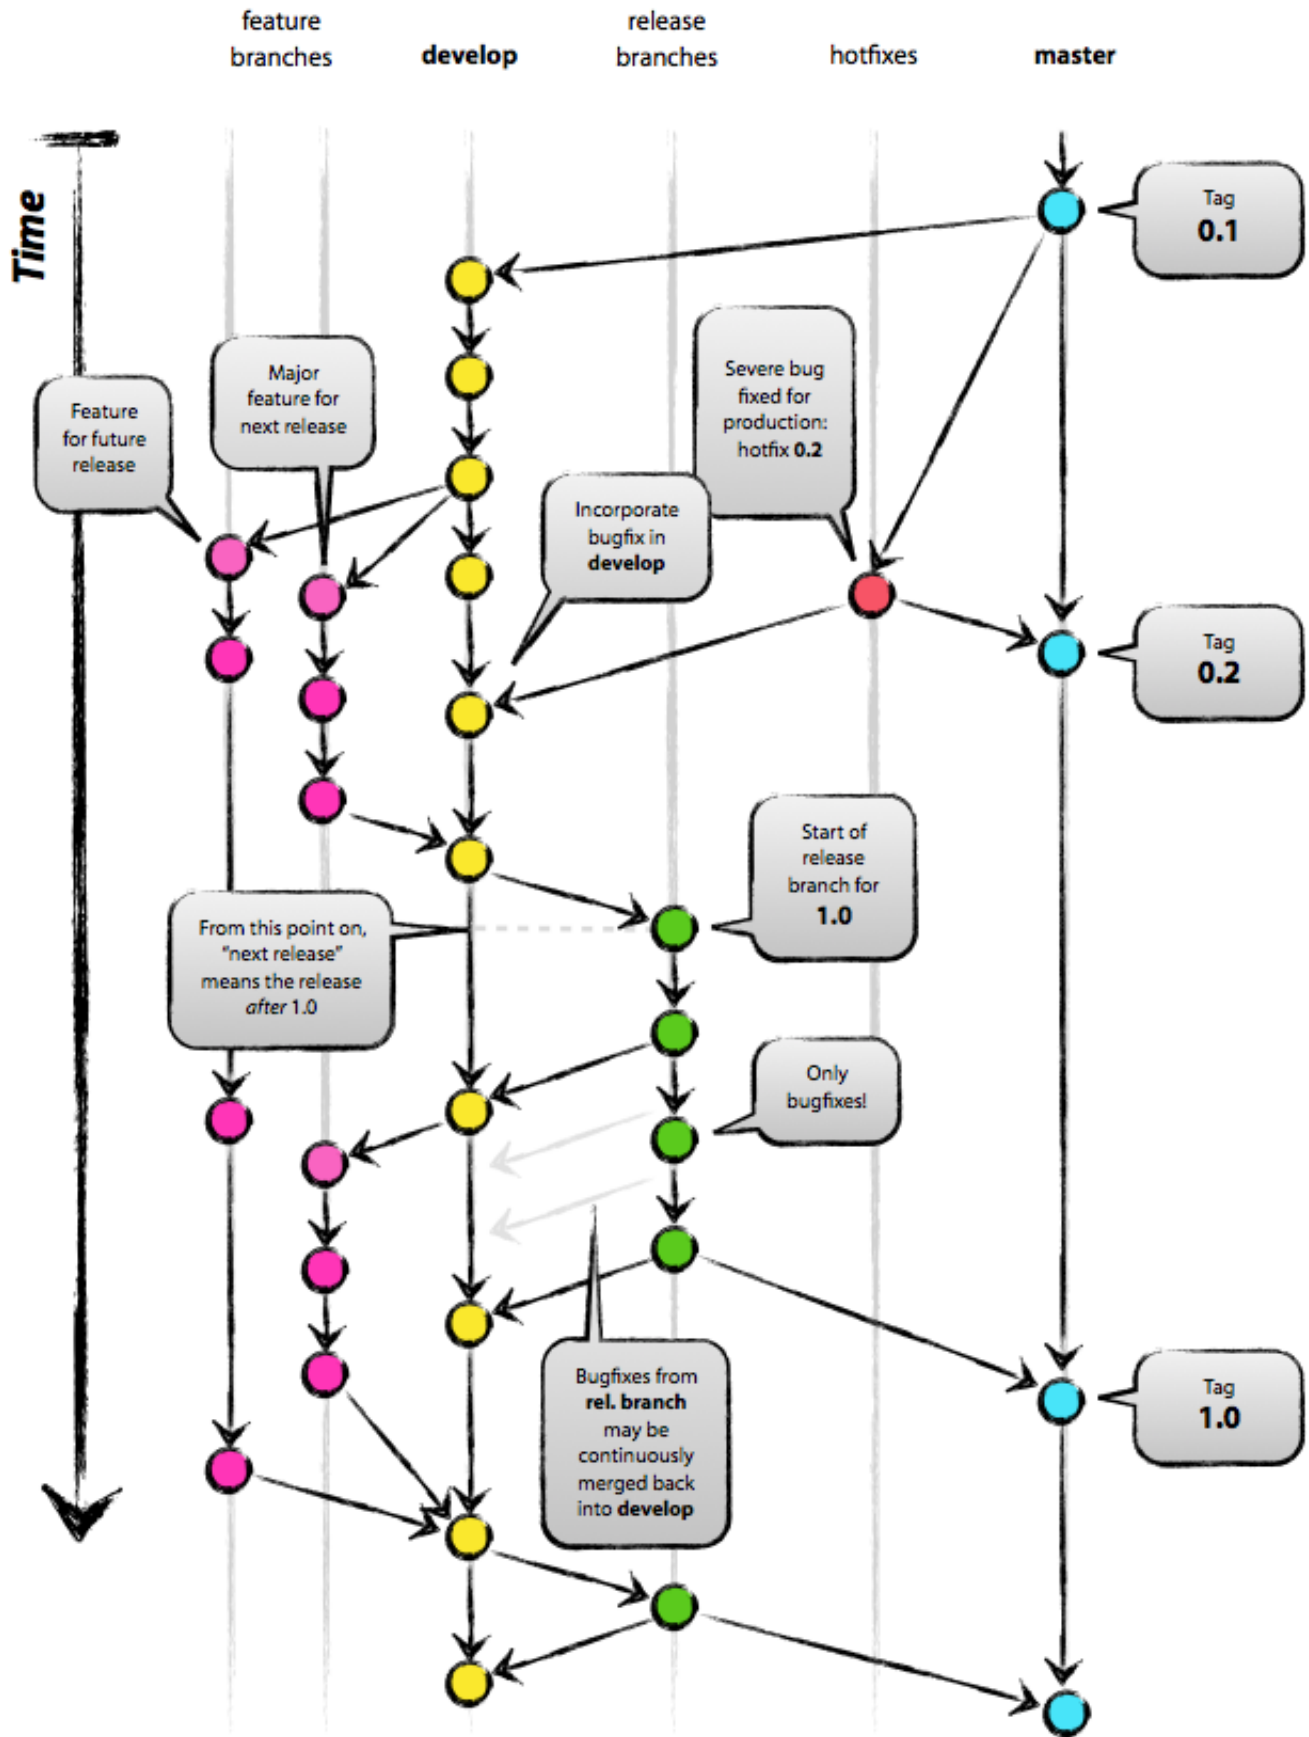 feature
branches
develop
release
branches
hotfixes
master
Time
Tag
0.1
Major
feature for
next release
Feature
for future
release
Severe bug
fixed for
production:
hotfix 0.2
Incorporate
bugfix in
develop
Tag
0.2
Start of
release
branch for
1.0
From this point on,
“next release”
means the release
after 1.0
Only
bugfixes!
Bugfixes from
rel. branch
may be
continuously
merged back
into develop
Tag
1.0